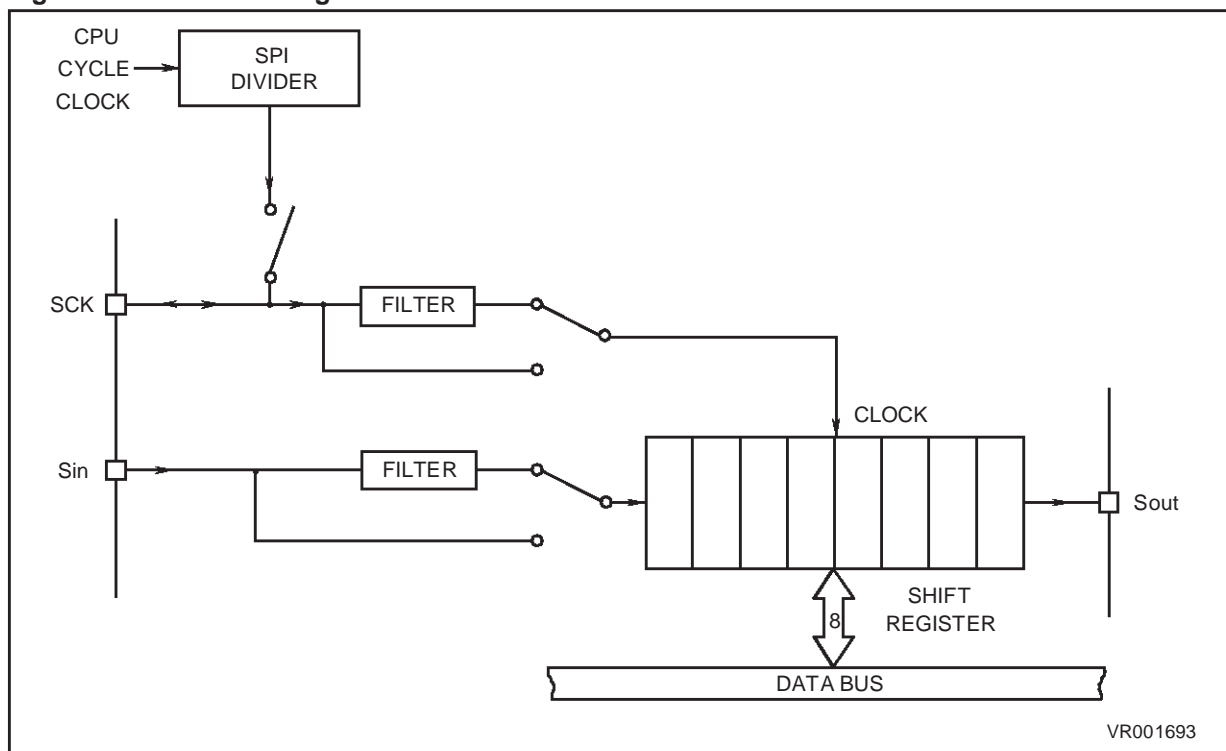 CPU
CYCLE
CLOCK
SPI
DIVIDER
SCK
FILTER
CLOCK
Sin
FILTER
Sout
SHIFT
REGISTER
8
DATA BUS
VR001693